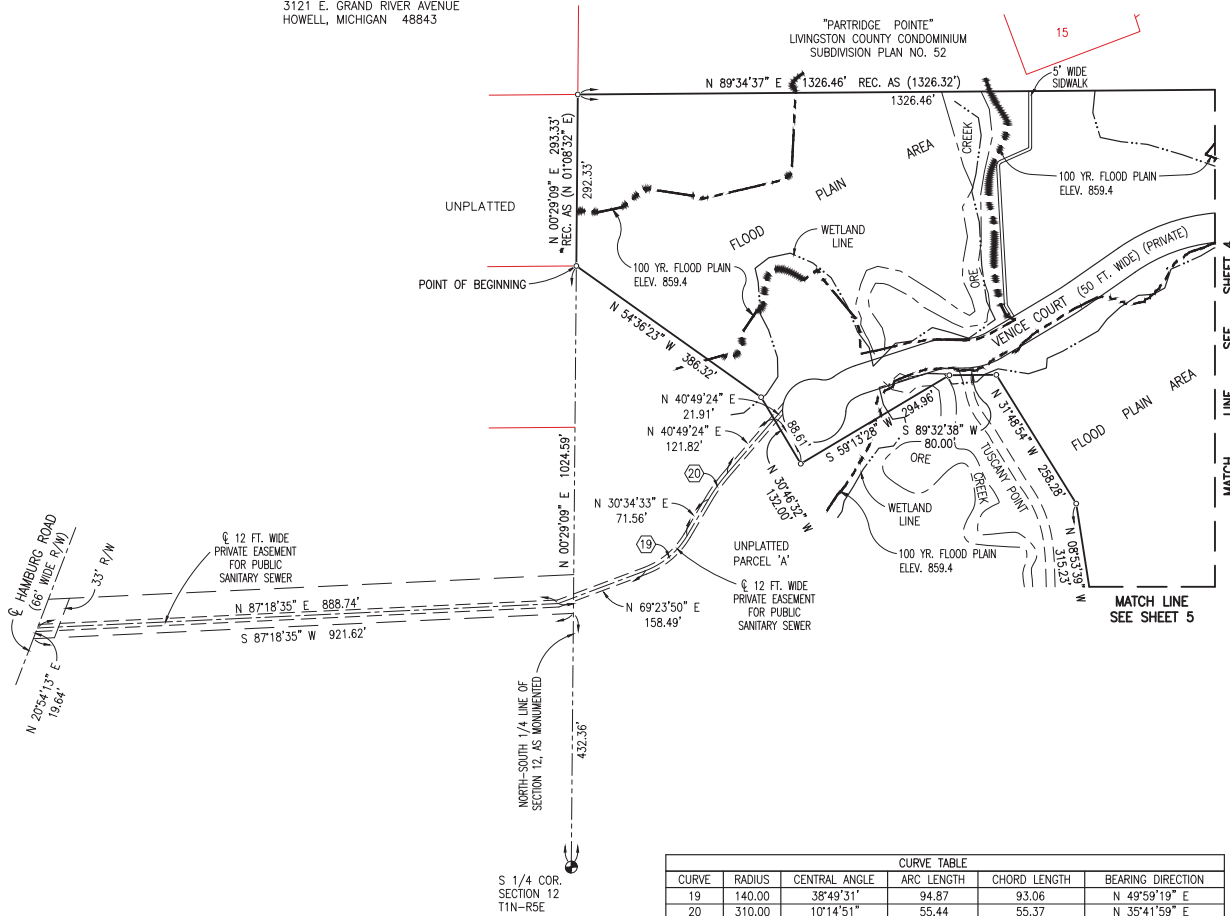 3121 E. GRAND RIVER AVENUE
HOWELL, MICHIGAN 48843
"PARTRIDGE POINTE"
LIVINGSTON COUNTY CONDOMINIUM
SUBDIVISION PLAN NO. 52
15
5' WIDE
SIDWALK
N 89°34'37" E 1326.46' REC. AS (1326.32')
1326.46'
N 00°29'09" E 293.33'
"REC. AS (N 01°08'32" E)
292.33'
UNPLATTED
POINT OF BEGINNING
FLOOD PLAIN AREA
CREEK
ORE
100 YR. FLOOD PLAIN
ELEV. 859.4
WETLAND
LINE
100 YR. FLOOD PLAIN
ELEV. 859.4
VENICE COURT (50 FT. WIDE) (PRIVATE)
MATCH LINE SEE SHEET 4
N 54°36'23" W 386.32'
N 40°49'24" E
21.91'
N 40°49'24" E
121.82'
88.61'
S 59°13'28" W 294.96'
S 89°32'38" W
80.00'
N 31°48'54" W 258.28'
FLOOD PLAIN AREA
ORE
CREEK
TUSCANY POINT
N 30°46'32" W
132.00'
20
N 30°34'33" E
71.56'
19
WETLAND
LINE
100 YR. FLOOD PLAIN
ELEV. 859.4
UNPLATTED
PARCEL 'A'
N 08°53'39" W
315.23'
MATCH LINE
SEE SHEET 5
N 00°29'09" E 1024.59'
℄ HAMBURG ROAD
(66' WIDE R/W)
33' R/W
℄ 12 FT. WIDE
PRIVATE EASEMENT
FOR PUBLIC
SANITARY SEWER
℄ 12 FT. WIDE
PRIVATE EASEMENT
FOR PUBLIC
SANITARY SEWER
N 69°23'50" E
158.49'
N 87°18'35" E 888.74'
S 87°18'35" W 921.62'
N 20°54'13" E
19.64'
NORTH-SOUTH 1/4 LINE OF
SECTION 12, AS MONUMENTED
432.36'
S 1/4 COR.
SECTION 12
T1N-R5E
CURVE TABLE
CURVE RADIUS CENTRAL ANGLE ARC LENGTH CHORD LENGTH BEARING DIRECTION
19 140.00 38°49'31' 94.87 93.06 N 49°59'19" E
20 310.00 10°14'51" 55.44 55.37 N 35°41'59" E